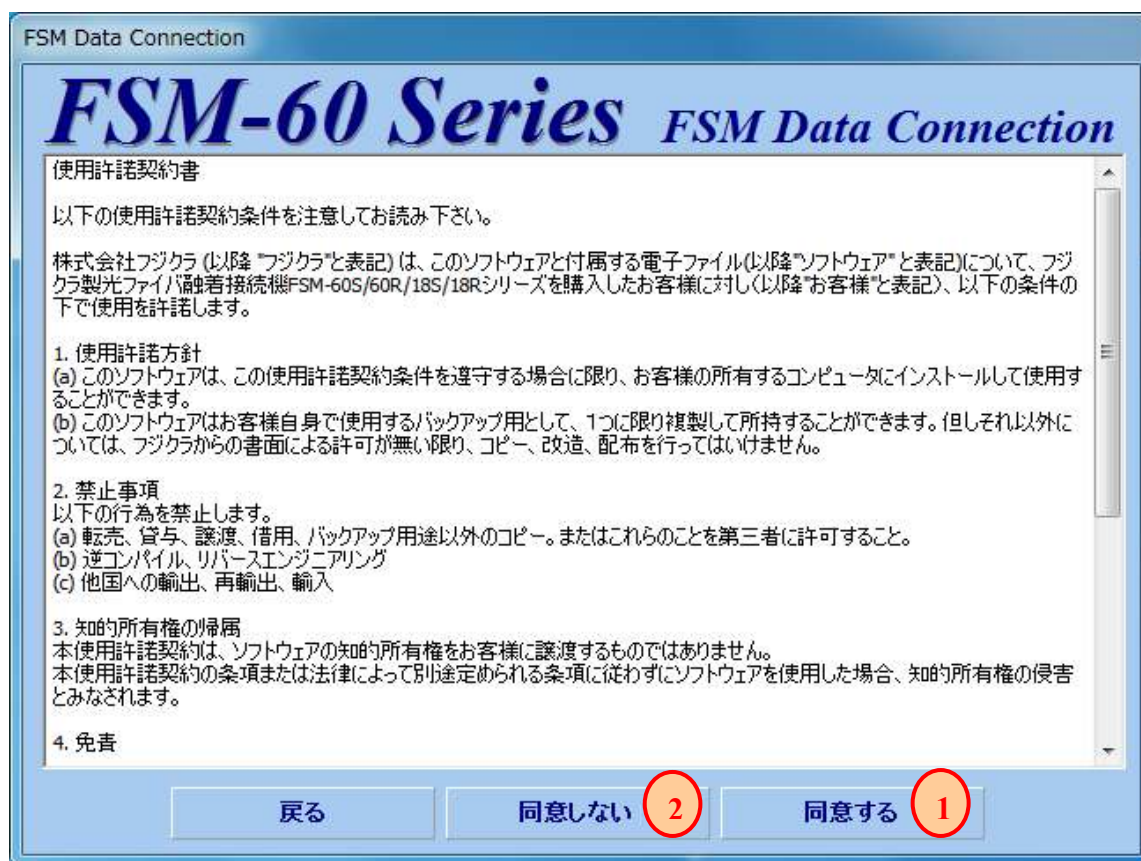 FSM Data Connection
FSM-60 Series FSM Data Connection
使用許諾契約書
以下の使用許諾契約条件を注意してお読み下さい。
株式会社フジクラ (以降 "フジクラ"と表記) は、このソフトウェアと付属する電子ファイル(以降"ソフトウェア" と表記)について、フジ
クラ製光ファイバ融着接続機FSM-60S/60R/18S/18Rシリーズを購入したお客様に対し(以降"お客様"と表記)、以下の条件の
下で使用を許諾します。
1. 使用許諾方針
(a) このソフトウェアは、この使用許諾契約条件を遵守する場合に限り、お客様の所有するコンピュータにインストールして使用す
ることができます。
(b) このソフトウェアはお客様自身で使用するバックアップ用として、1つに限り複製して所持することができます。但しそれ以外に
ついては、フジクラからの書面による許可が無い限り、コピー、改造、配布を行ってはいけません。
2. 禁止事項
以下の行為を禁止します。
(a) 転売、貸与、譲渡、借用、バックアップ用途以外のコピー。またはこれらのことを第三者に許可すること。
(b) 逆コンパイル、リバースエンジニアリング
(c) 他国への輸出、再輸出、輸入
3. 知的所有権の帰属
本使用許諾契約は、ソフトウェアの知的所有権をお客様に譲渡するものではありません。
本使用許諾契約の条項または法律によって別途定められる条項に従わずにソフトウェアを使用した場合、知的所有権の侵害
とみなされます。
4. 免責
戻る 同意しない 2 同意する 1